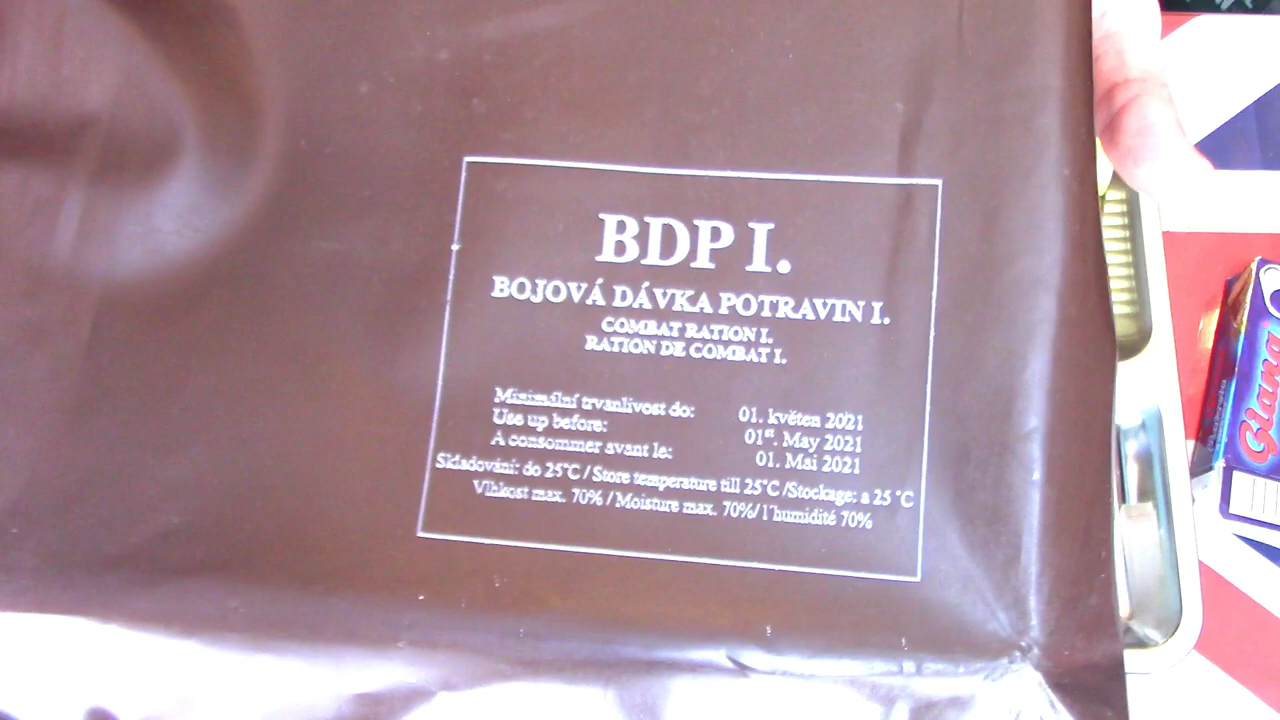 BDP I.
BOJOVÁ DÁVKA POTRAVIN I.
COMBAT RATION I.
RATION DE COMBAT I.
Minimální trvanlivost do: 01. květen 2021
Use up before: 01st. May 2021
A consommer avant le: 01. Mai 2021
Skladování: do 25°C / Store temperature till 25°C /Stockage: a 25 °C
Vlhkost max. 70% / Moisture max. 70%/ l'humidité 70%
Giana